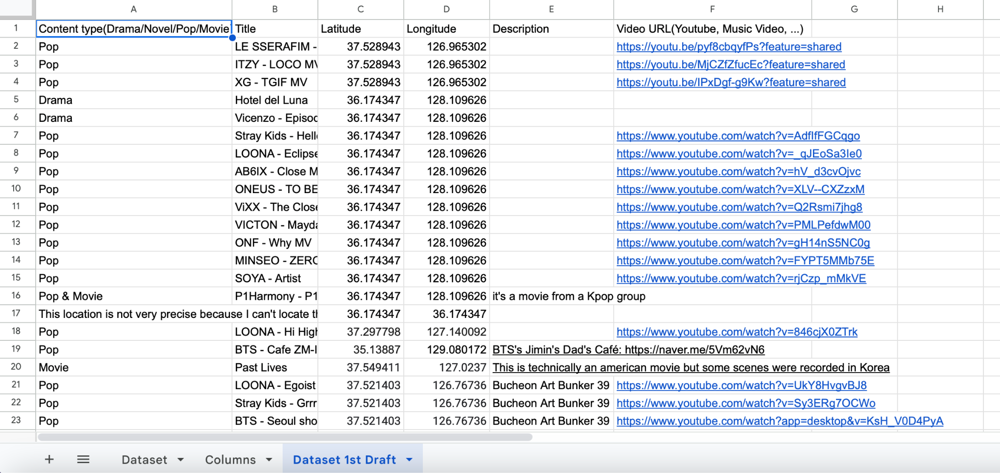 A B C D E F G H
1 Content type(Drama/Novel/Pop/Movie Title Latitude Longitude Description Video URL(Youtube, Music Video, ...)
2 Pop LE SSERAFIM - 37.528943 126.965302 https://youtu.be/pyf8cbqyfPs?feature=shared
3 Pop ITZY - LOCO MV 37.528943 126.965302 https://youtu.be/MjCZfZfucEc?feature=shared
4 Pop XG - TGIF MV 37.528943 126.965302 https://youtu.be/IPxDgf-g9Kw?feature=shared
5 Drama Hotel del Luna 36.174347 128.109626
6 Drama Vicenzo - Episod 36.174347 128.109626
7 Pop Stray Kids - Hell 36.174347 128.109626 https://www.youtube.com/watch?v=AdfIfFGCqgo
8 Pop LOONA - Eclipse 36.174347 128.109626 https://www.youtube.com/watch?v=_qJEoSa3Ie0
9 Pop AB6IX - Close M 36.174347 128.109626 https://www.youtube.com/watch?v=hV_d3cvOjvc
10 Pop ONEUS - TO BE 36.174347 128.109626 https://www.youtube.com/watch?v=XLV--CXZzxM
11 Pop ViXX - The Close 36.174347 128.109626 https://www.youtube.com/watch?v=Q2Rsmi7jhg8
12 Pop VICTON - Mayda 36.174347 128.109626 https://www.youtube.com/watch?v=PMLPefdwM00
13 Pop ONF - Why MV 36.174347 128.109626 https://www.youtube.com/watch?v=gH14nS5NC0g
14 Pop MINSEO - ZERO 36.174347 128.109626 https://www.youtube.com/watch?v=FYPT5MMb75E
15 Pop SOYA - Artist 36.174347 128.109626 https://www.youtube.com/watch?v=rjCzp_mMkVE
16 Pop & Movie P1Harmony - P1 36.174347 128.109626 it's a movie from a Kpop group
17 This location is not very precise because I can't locate th 36.174347 36.174347
18 Pop LOONA - Hi High 37.297798 127.140092 https://www.youtube.com/watch?v=846cjX0ZTrk
19 Pop BTS - Cafe ZM-I 35.13887 129.080172 BTS's Jimin's Dad's Café: https://naver.me/5Vm62vN6
20 Movie Past Lives 37.549411 127.0237 This is technically an american movie but some scenes were recorded in Korea
21 Pop LOONA - Egoist 37.521403 126.76736 Bucheon Art Bunker 39 https://www.youtube.com/watch?v=UkY8HvgvBJ8
22 Pop Stray Kids - Grrr 37.521403 126.76736 Bucheon Art Bunker 39 https://www.youtube.com/watch?v=Sy3ERg7OCWo
23 Pop BTS - Seoul sho 37.521403 126.76736 Bucheon Art Bunker 39 https://www.youtube.com/watch?app=desktop&v=KsH_V0D4PyA
Dataset Columns Dataset 1st Draft